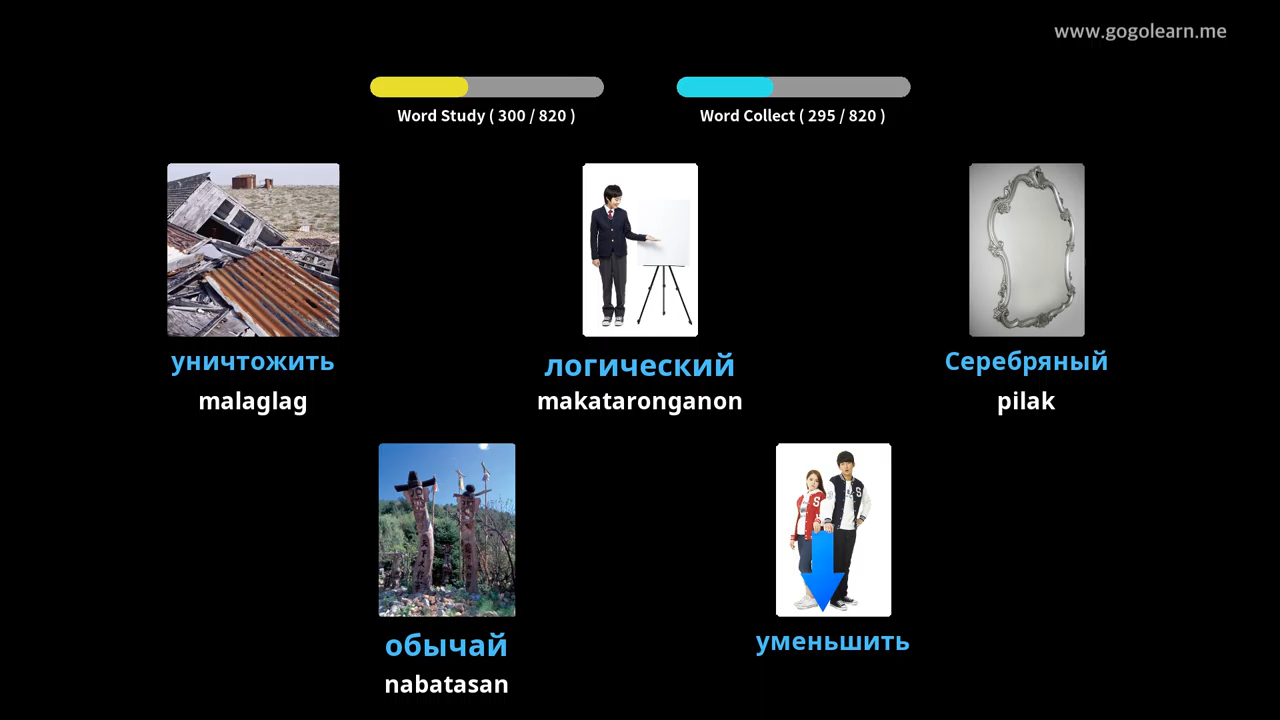 www.gogolearn.me
Word Study ( 300 / 820 )
Word Collect ( 295 / 820 )
уничтожить
malaglag
логический
makataronganon
Серебряный
pilak
обычай
nabatasan
уменьшить